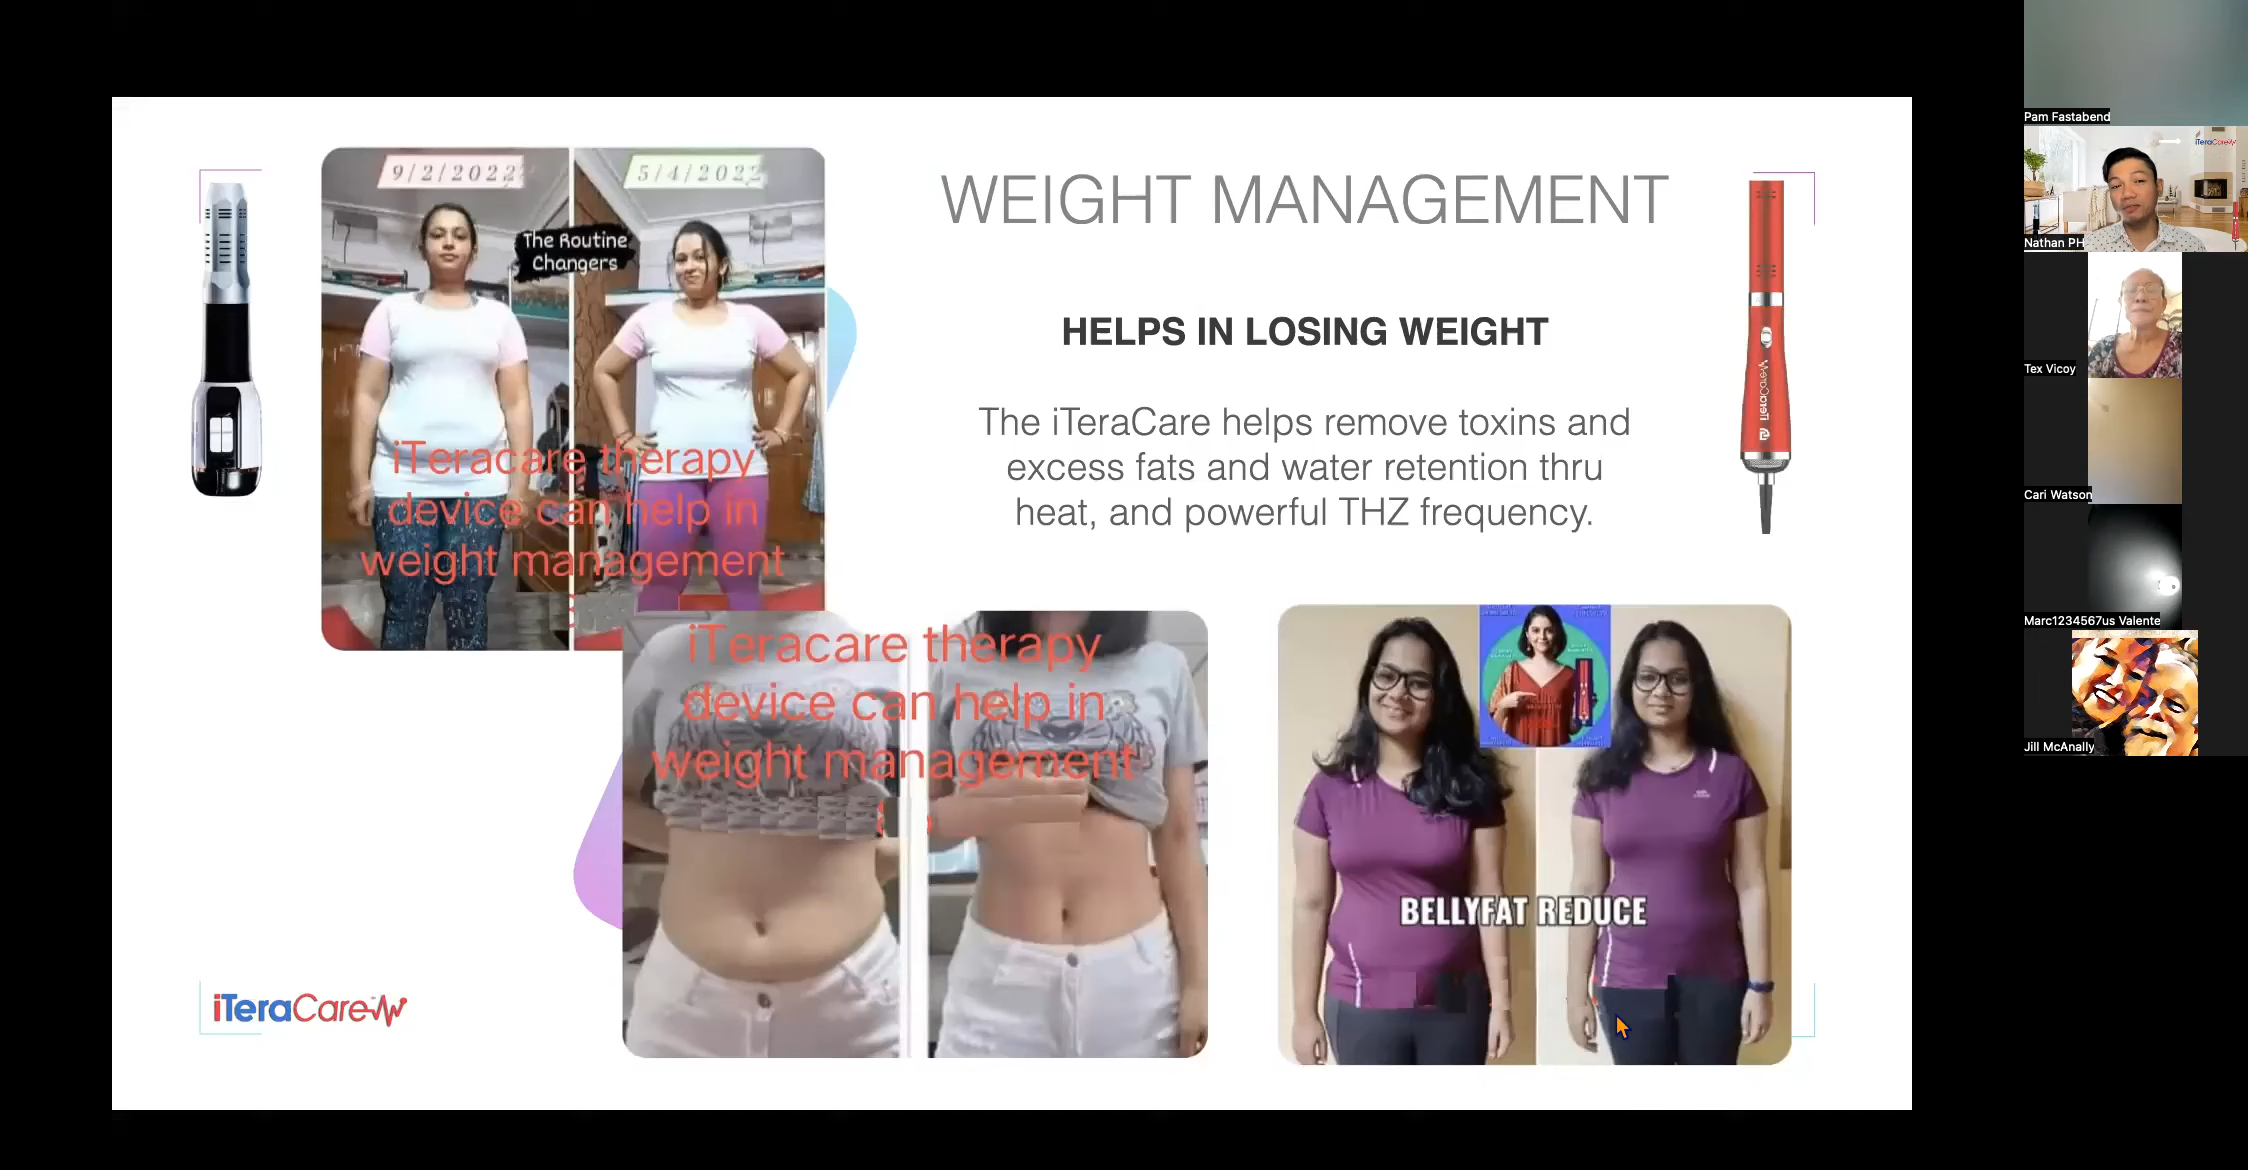 9/2/2022
5/4/2022
The Routine
Changers
iTeracare therapy
device can help in
weight management
WEIGHT MANAGEMENT
HELPS IN LOSING WEIGHT
The iTeraCare helps remove toxins and
excess fats and water retention thru
heat, and powerful THZ frequency.
iTeraCare
iTeracare therapy
device can help in
weight management
BELLYFAT REDUCE
iTeraCare
Pam Fastabend
iTeraCare
Nathan PH
Tex Vicoy
Cari Watson
Marc1234567us Valente
Jill McAnally